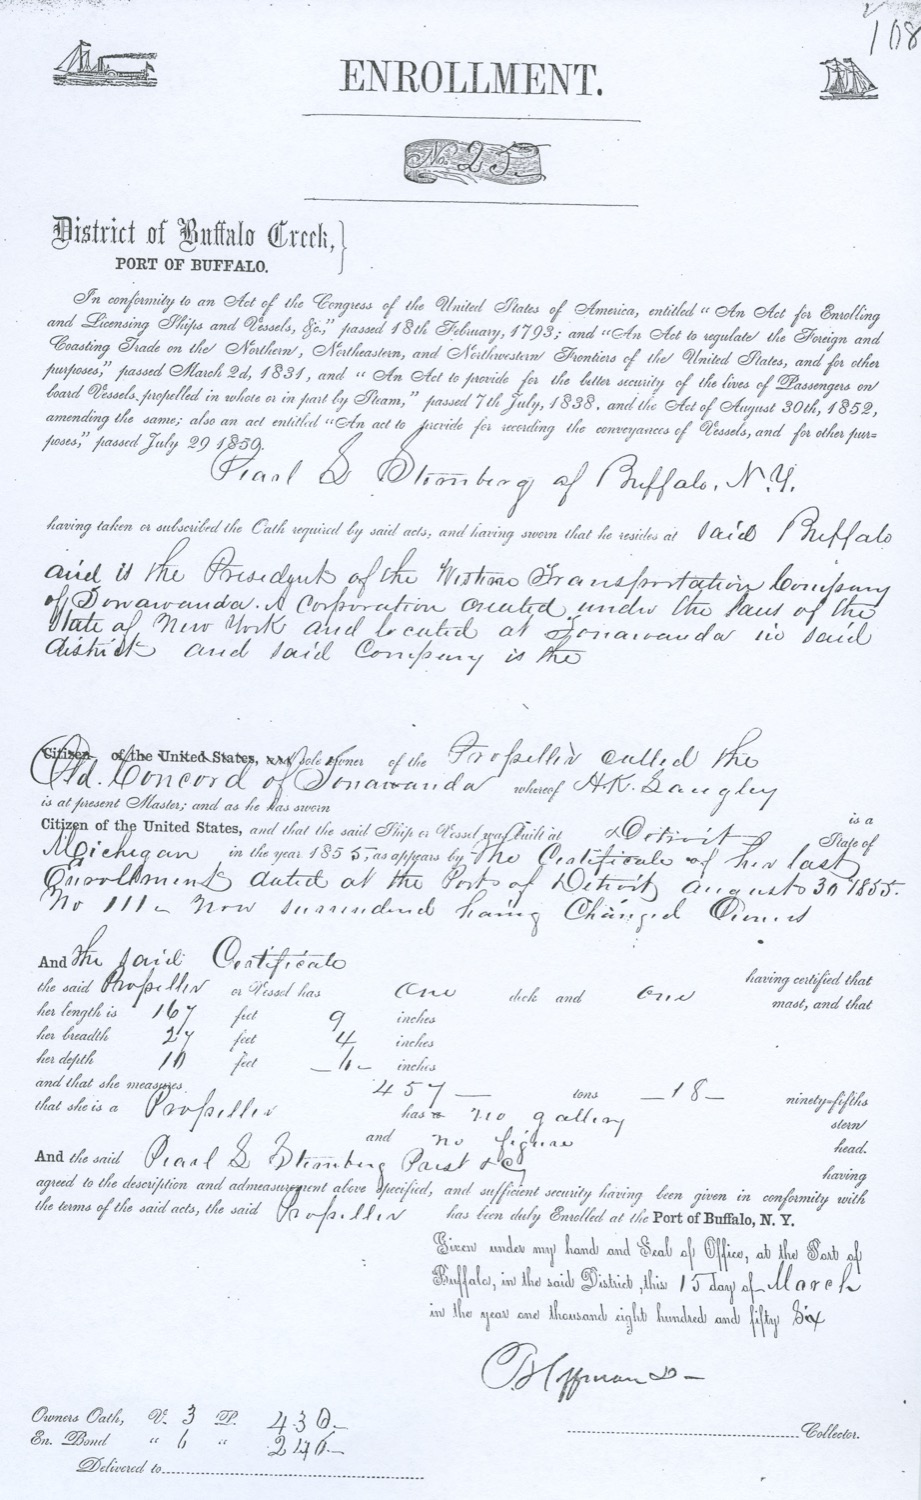 108
ENROLLMENT.
No. 25.
District of Buffalo Creek,
PORT OF BUFFALO.
In conformity to an Act of the Congress of the United States of America, entitled "An Act for Enrolling
and Licensing Ships and Vessels, &c," passed 18th February, 1793; and "An Act to regulate the Foreign and
Coasting Trade on the Northern, Northeastern, and Northwestern Frontiers of the United States, and for other
purposes," passed March 2d, 1831, and "An Act to provide for the better security of the lives of Passengers on
board Vessels, propelled in whole or in part by Steam," passed 7th July, 1838. and the Act of August 30th, 1852,
amending the same; also an act entitled "An act to provide for recording the conveyances of Vessels, and for other pur=
poses," passed July 29 1850.
Pearl L Sternberg of Buffalo, N.Y.
having taken or subscribed the Oath required by said acts, and having sworn that he resides at said Buffalo
and is the President of the Western Transportation Company
of Tonawanda. A Corporation created under the laws of the
State of New York and located at Tonawanda in said
district and said Company is the
Citizen of the United States, sole owner of the Propeller called the
Concord of Tonawanda whereof H.K. Langley
is at present Master; and as he has sworn is a
Citizen of the United States, and that the said Ship or Vessel was built at Detroit State of
Michigan in the year 1855, as appears by the Certificate of her last
Enrollment dated at the Port of Detroit August 30 1855.
No 111 - now surrendered having Changed Owners
And the said Certificate having certified that
the said Propeller or Vessel has One deck and one mast, and that
her length is 167 feet 9 inches
her breadth 27 feet 4 inches
her depth 10 feet inches
and that she measures 457 — tons —18— ninety=fifths
that she is a Propeller has a no gallery stern
and no figure head.
And the said Pearl L Sternberg Prest &c having
agreed to the description and admeasurement above specified, and sufficient security having been given in conformity with
the terms of the said acts, the said Propeller has been duly Enrolled at the Port of Buffalo, N. Y.
Given under my hand and Seal of Office, at the Port of
Buffalo, in the said District, this 15 day of March
in the year one thousand eight hundred and fifty Six
Collector.
Owners Oath, V. 3 P. 430.
En. Bond " 6 " 246.
Delivered to